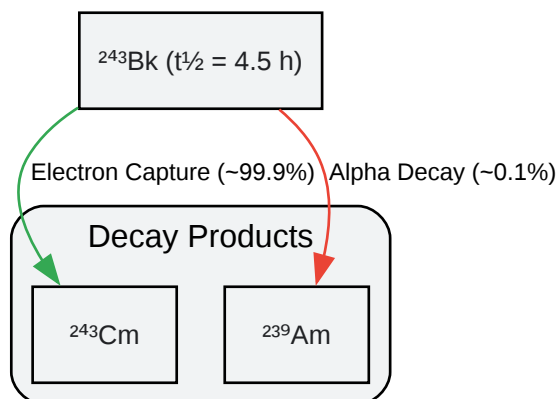 ²⁴³Bk (t½ = 4.5 h)
Electron Capture (~99.9%)
Alpha Decay (~0.1%)
Decay Products
²⁴³Cm
²³⁹Am